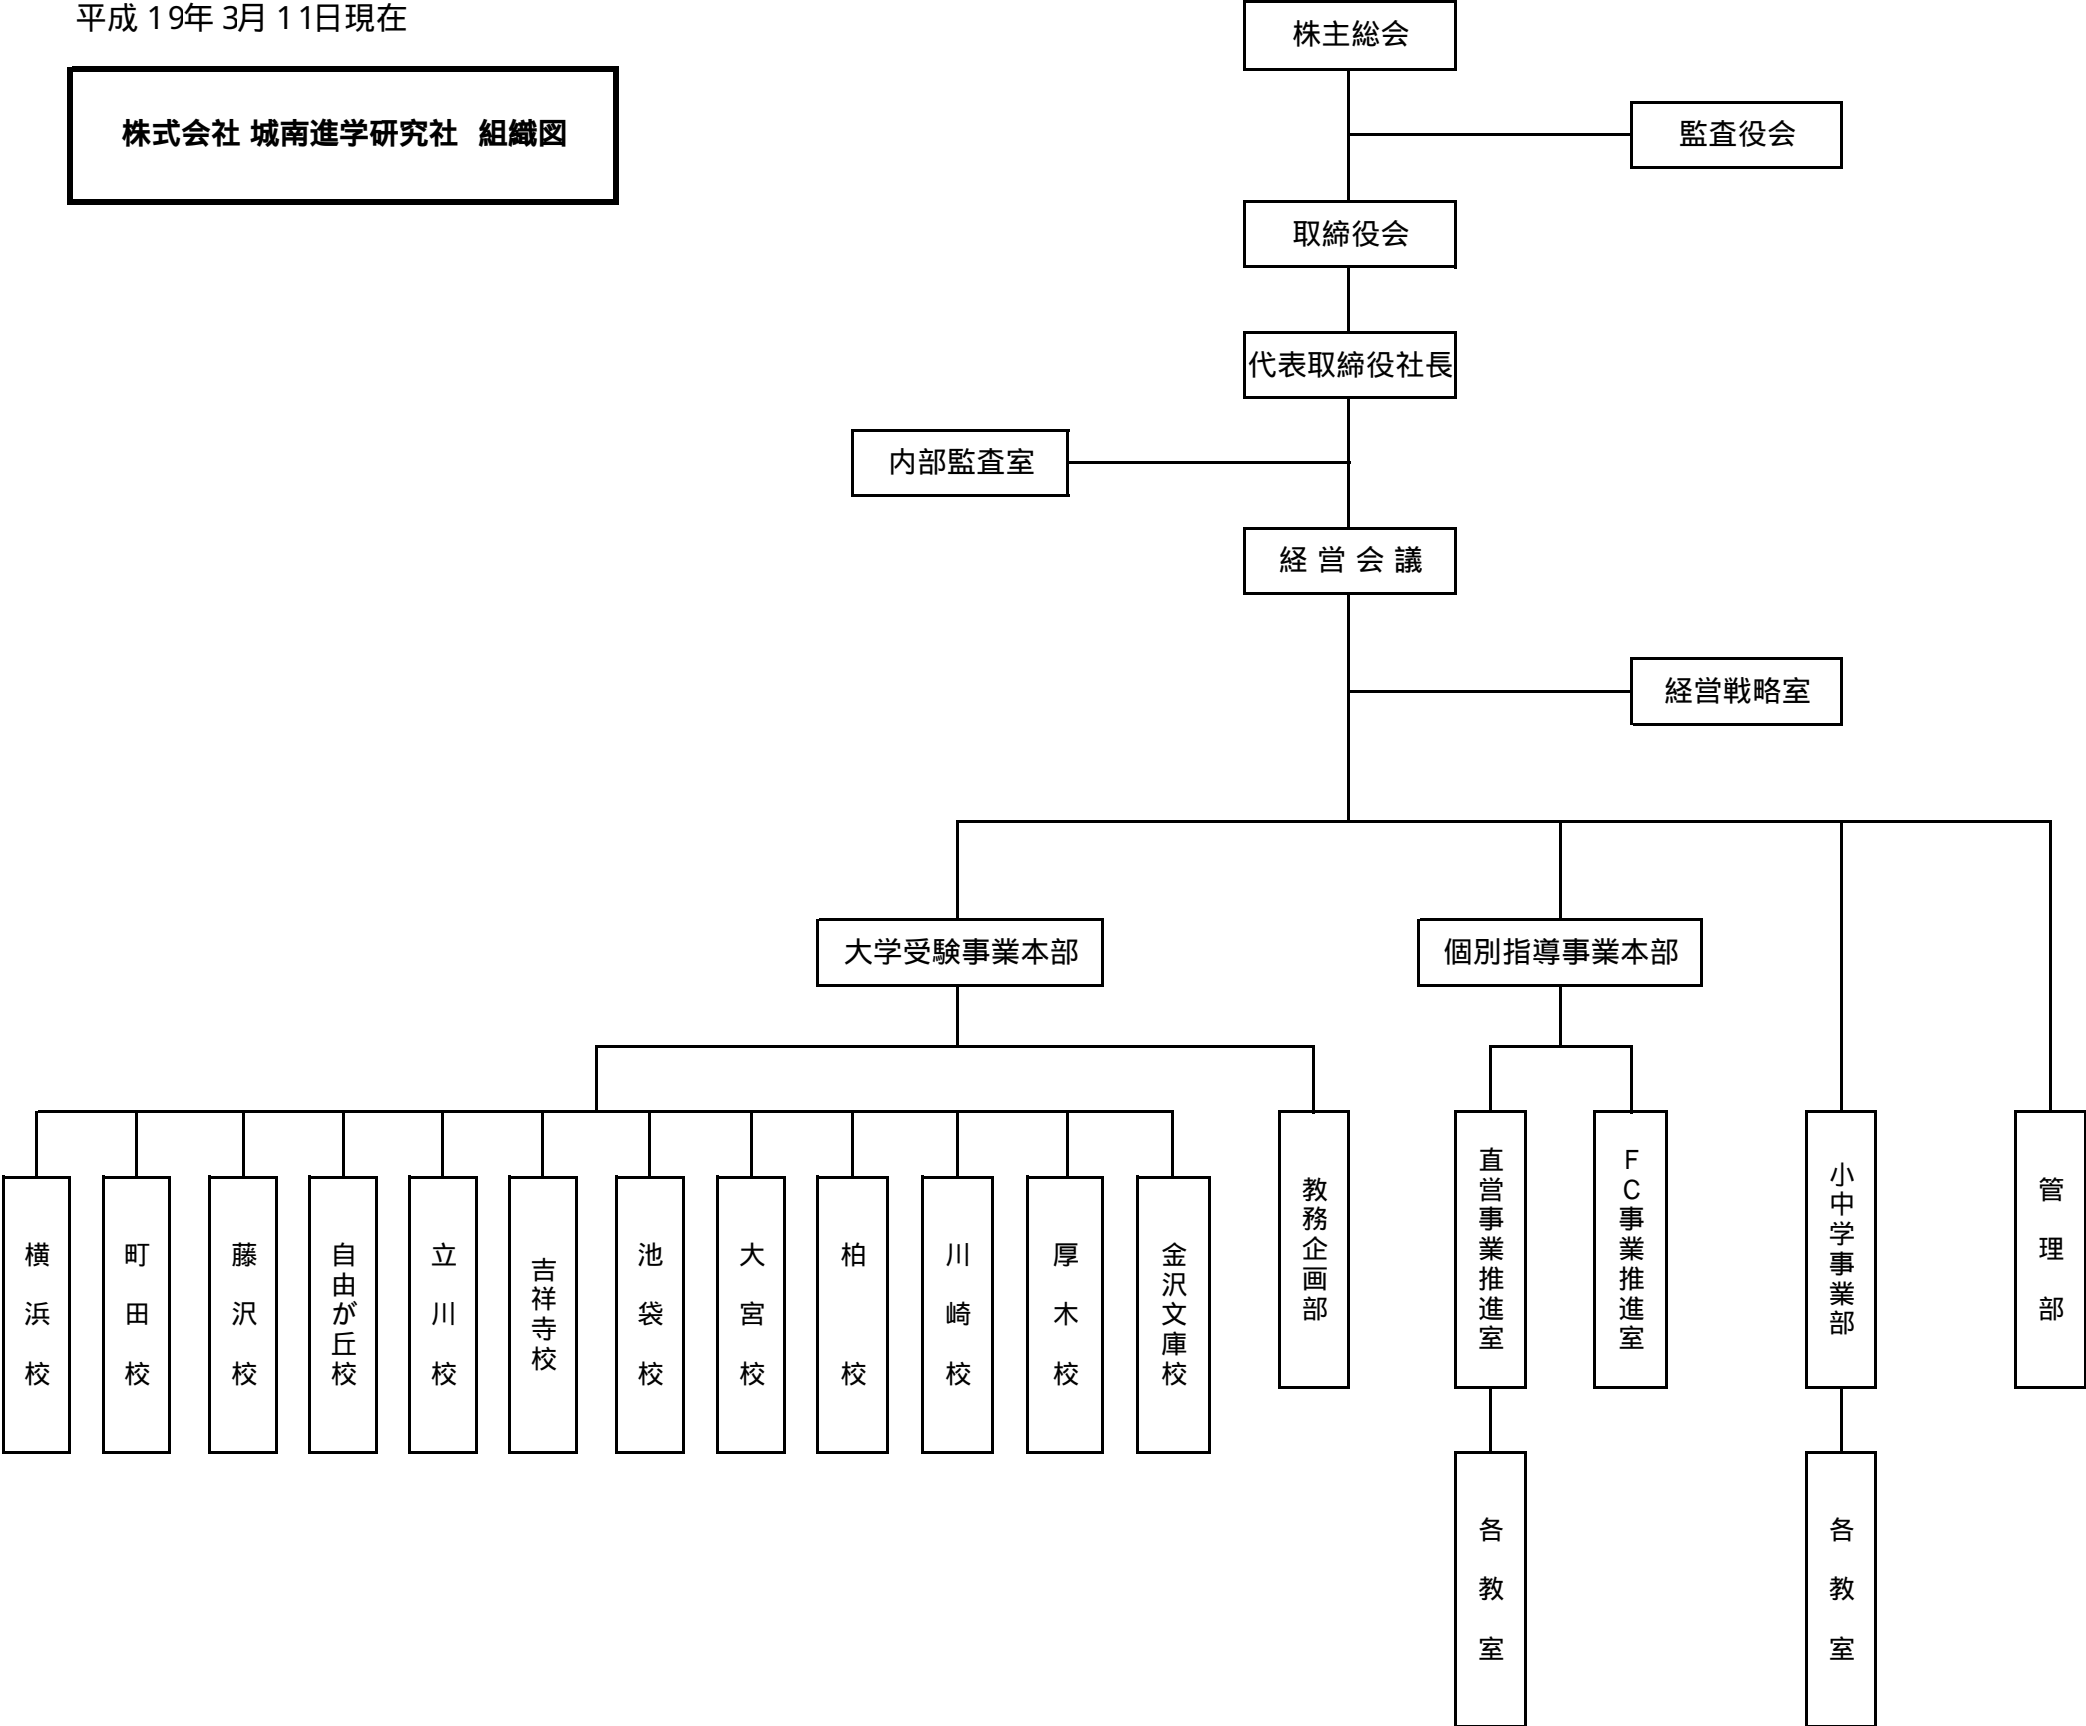 平成19年3月11日現在
株式会社 城南進学研究社 組織図
株主総会
監査役会
取締役会
代表取締役社長
内部監査室
経営会議
経営戦略室
大学受験事業本部
個別指導事業本部
横浜校
町田校
藤沢校
自由が丘校
立川校
吉祥寺校
池袋校
大宮校
柏校
川崎校
厚木校
金沢文庫校
教務企画部
直営事業推進室
FC事業推進室
小中学事業部
管理部
各教室
各教室